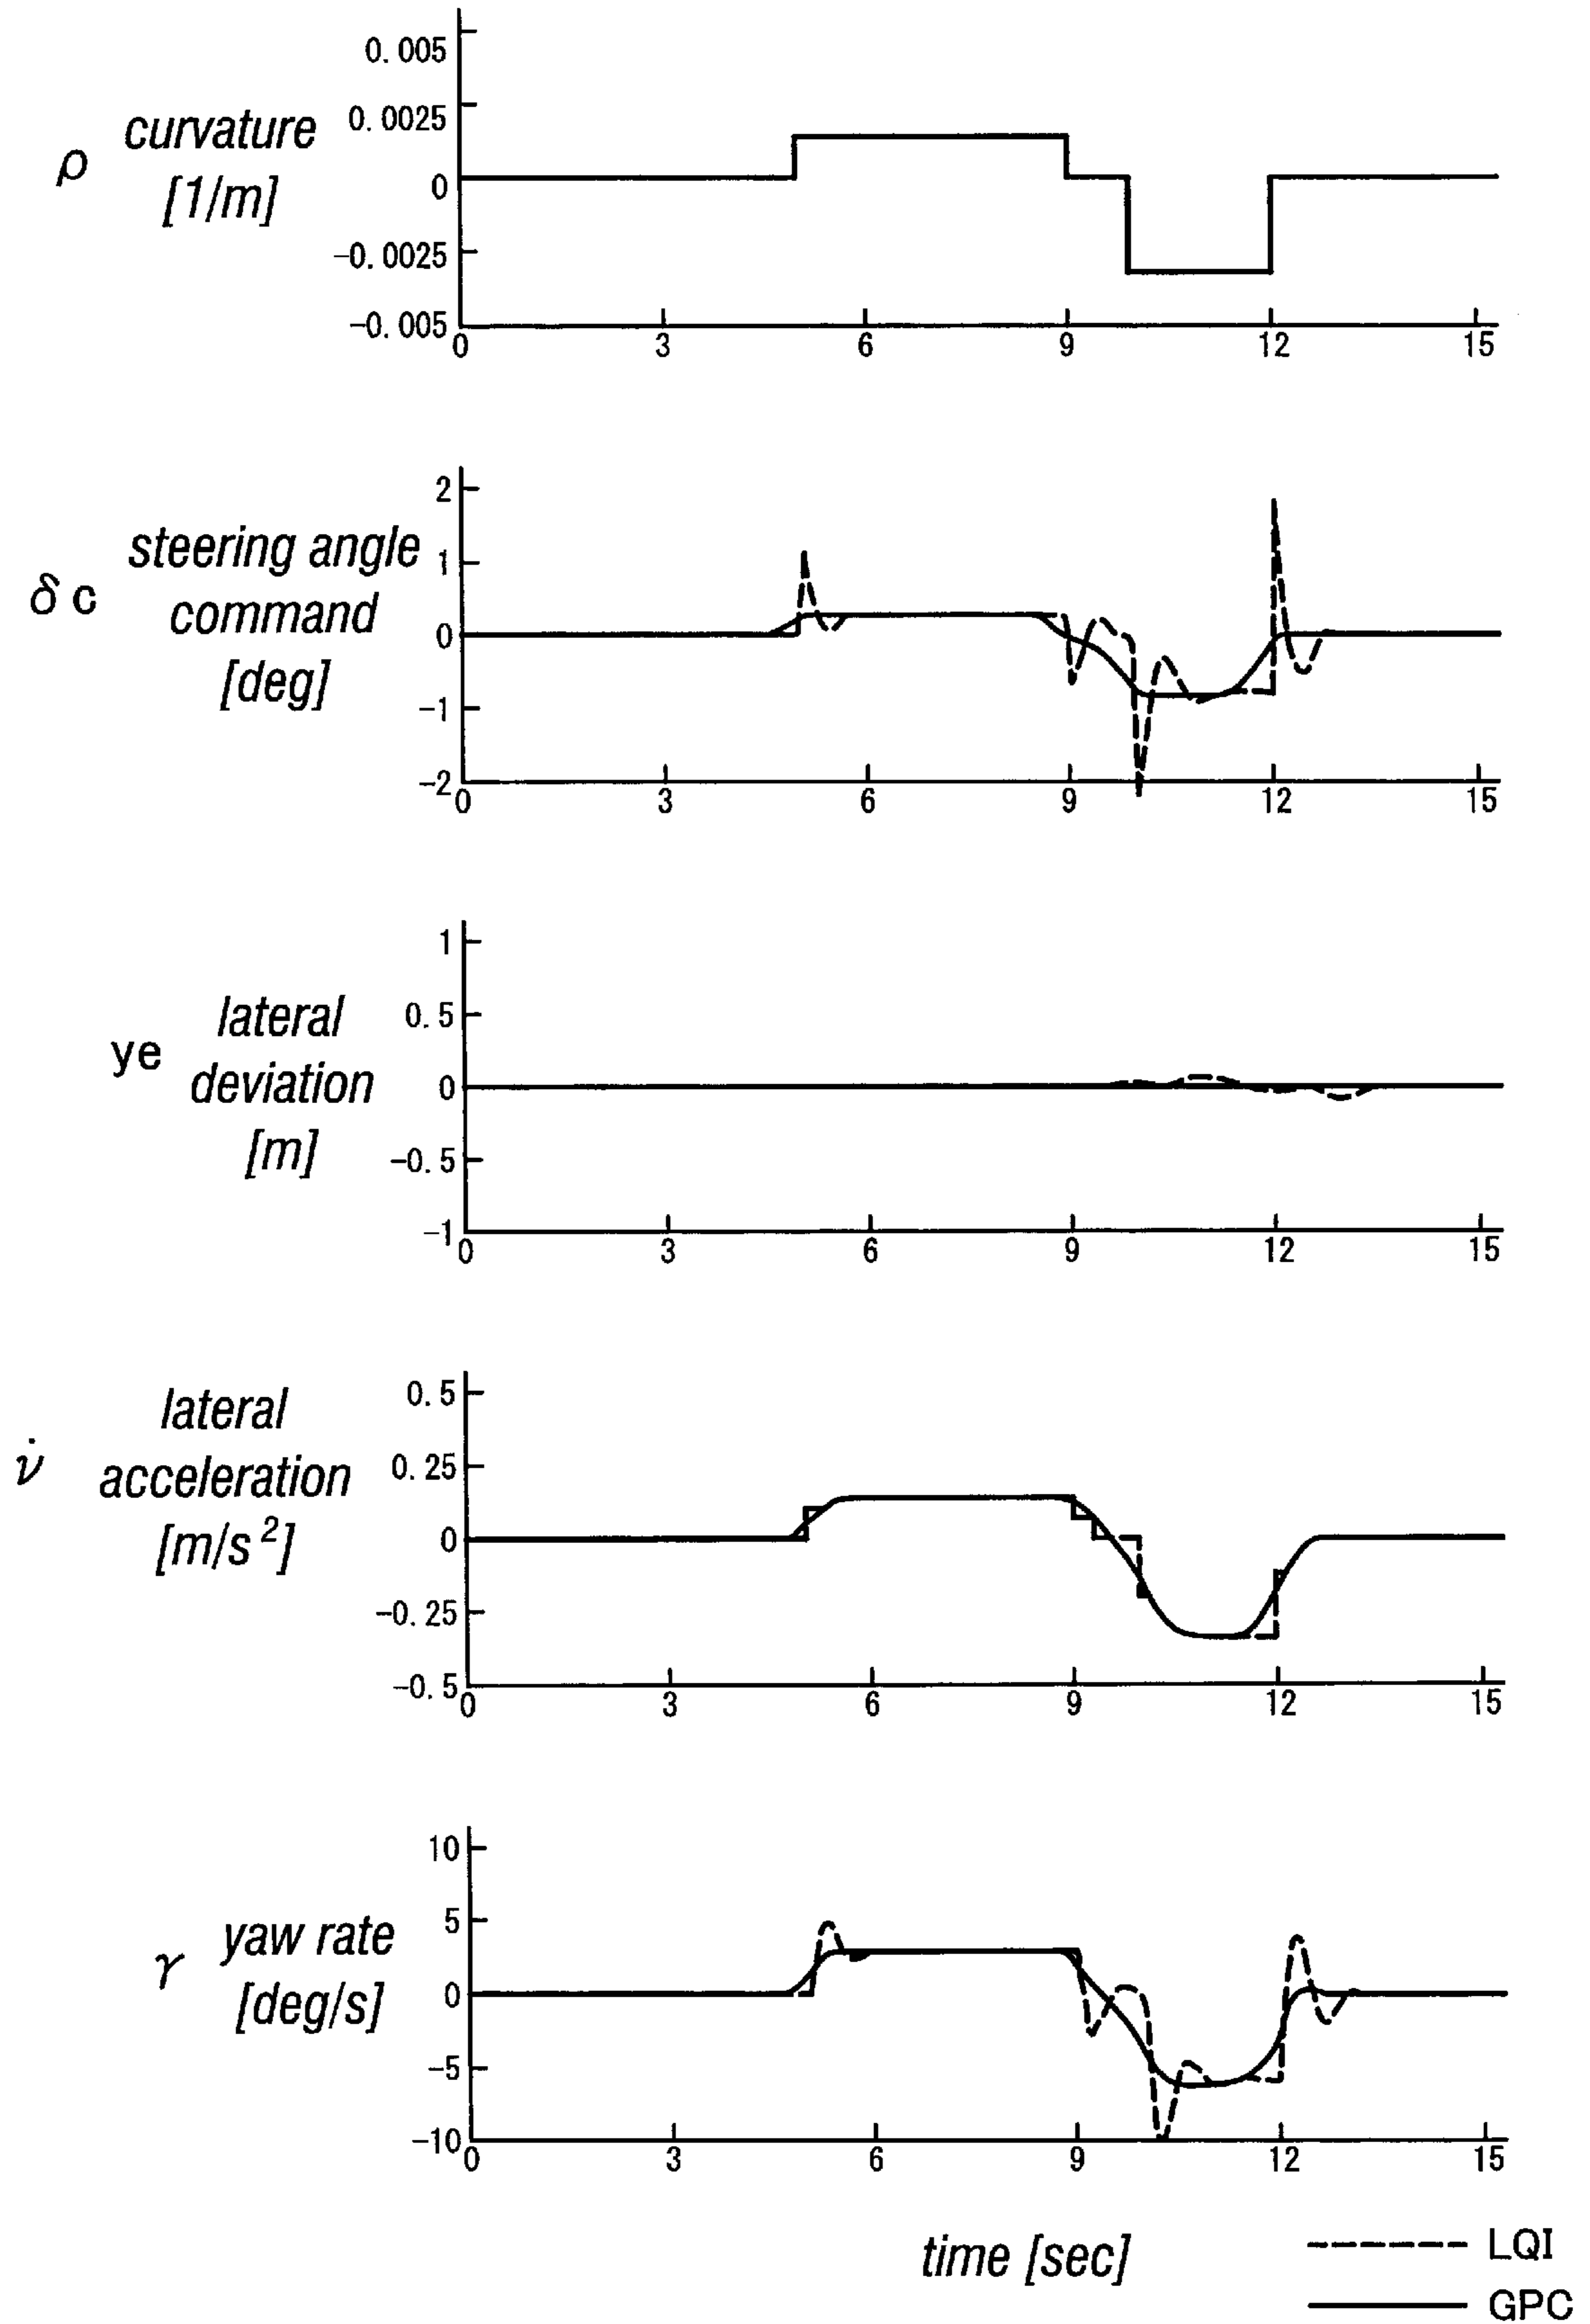 0.005
ρ curvature [1/m]
0.0025
0
-0.0025
-0.005
0 3 6 9 12 15
2
δc steering angle command [deg]
1
0
-1
-2
0 3 6 9 12 15
1
ye lateral deviation [m]
0.5
0
-0.5
-1
0 3 6 9 12 15
0.5
ν̇ lateral acceleration [m/s²]
0.25
0
-0.25
-0.5
0 3 6 9 12 15
10
γ yaw rate [deg/s]
5
0
-5
-10
0 3 6 9 12 15
time [sec]
LQI
GPC